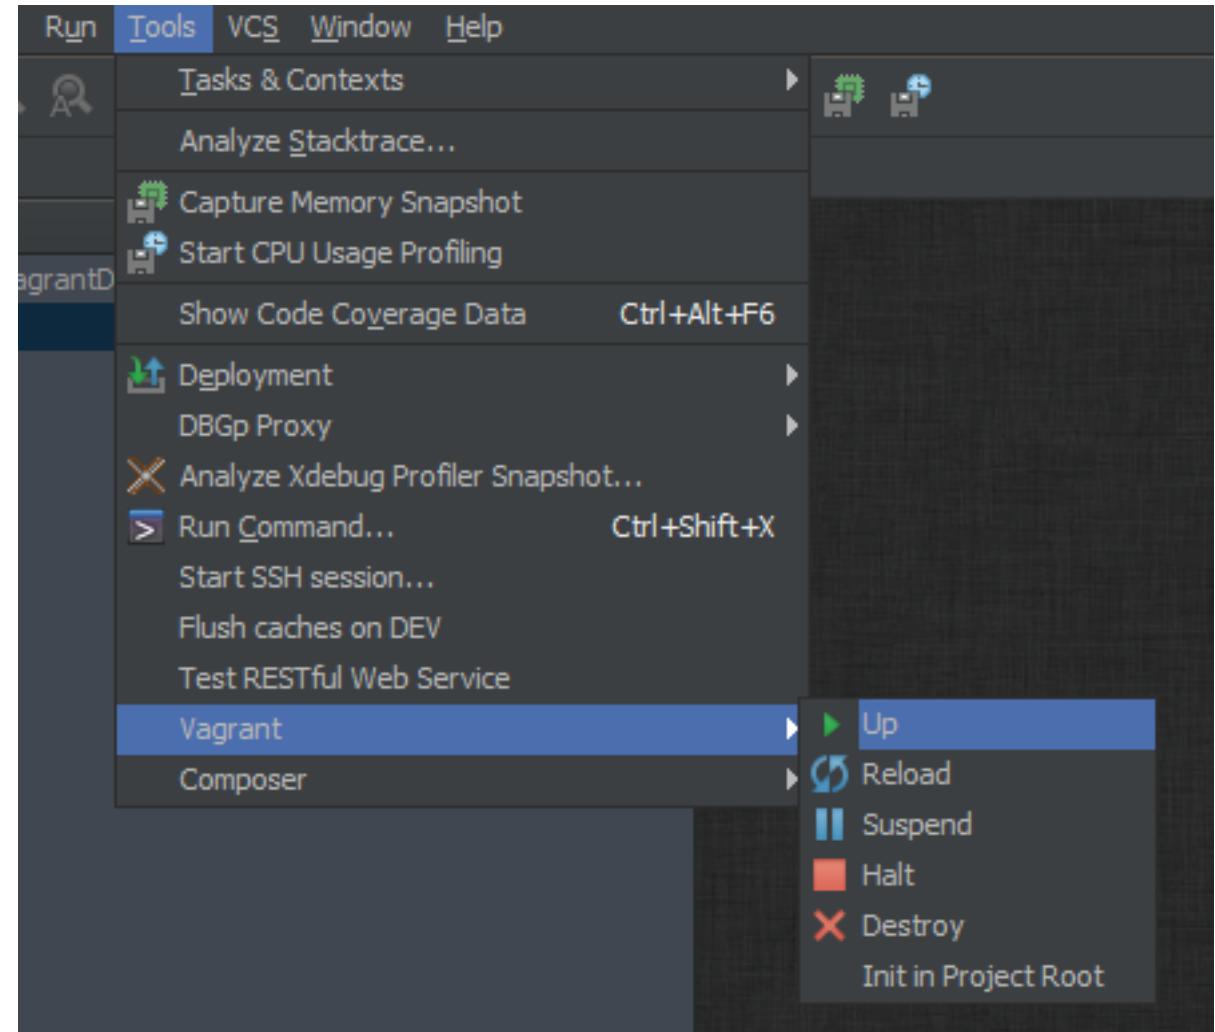 Run Tools VCS Window Help
Tasks & Contexts
Analyze Stacktrace...
Capture Memory Snapshot
Start CPU Usage Profiling
agrantD
Show Code Coverage Data Ctrl+Alt+F6
Deployment
DBGp Proxy
Analyze Xdebug Profiler Snapshot...
Run Command... Ctrl+Shift+X
Start SSH session...
Flush caches on DEV
Test RESTful Web Service
Vagrant
Composer
Up
Reload
Suspend
Halt
Destroy
Init in Project Root